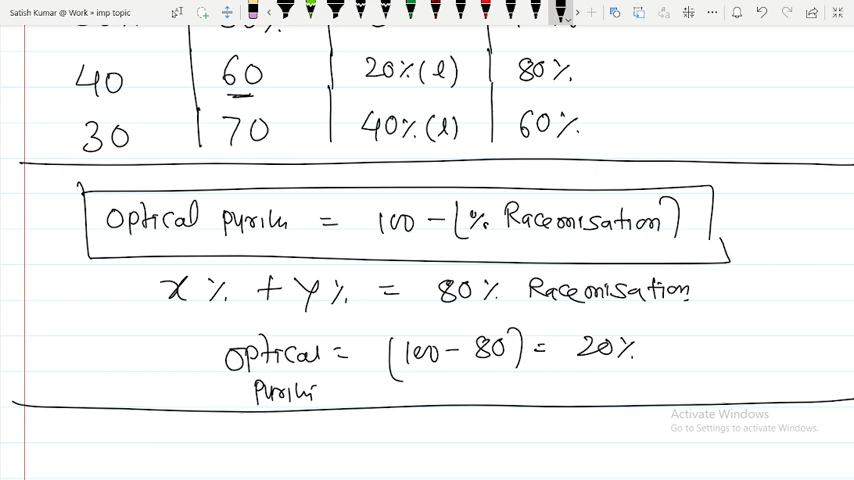 Satish Kumar @ Work » imp topic
40 60 20%(l) 80%
30 70 40%(l) 60%
Optical purity = 100 - (% Racemisation)
x % + y % = 80% Racemisation
Optical purity = (100 - 80) = 20%
Activate Windows
Go to Settings to activate Windows.